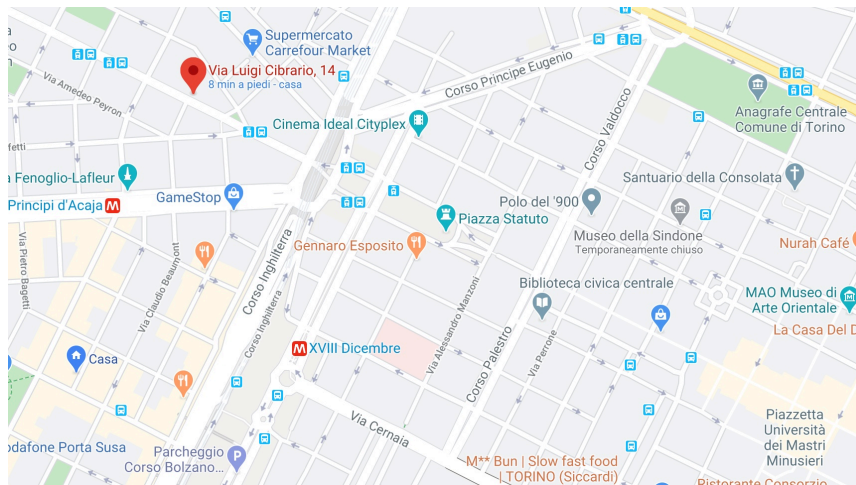 Supermercato
Carrefour Market
Via Luigi Cibrario, 14
8 min a piedi - casa
Via Amedeo Peyron
Corso Principe Eugenio
Anagrafe Centrale
Comune di Torino
Cinema Ideal Cityplex
Corso Valdocco
fetti
Fenoglio-Lafleur
Santuario della Consolata
Principi d'Acaja
GameStop
Polo del '900
Piazza Statuto
Museo della Sindone
Temporaneamente chiuso
Nurah Café
Gennaro Esposito
Via Pietro Bagetti
Via Claudio Beaumont
Corso Inghilterra
Corso Inghilterra
Biblioteca civica centrale
MAO Museo di
Arte Orientale
La Casa Del D
Via Alessandro Manzoni
Corso Palestro
Via Perrone
XVIII Dicembre
Casa
Via Cernaia
Piazzetta
Università
dei Mastri
Minusieri
odafone Porta Susa
Parcheggio
Corso Bolzano...
M** Bun | Slow fast food
| TORINO (Siccardi)
Ristorante Consorzio